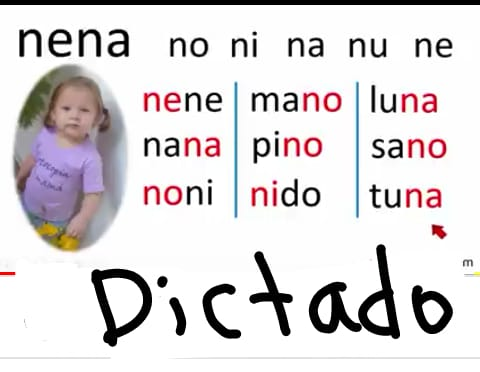 nena no ni na nu ne
nene mano luna
nana pino sano
noni nido tuna
m
Dictado